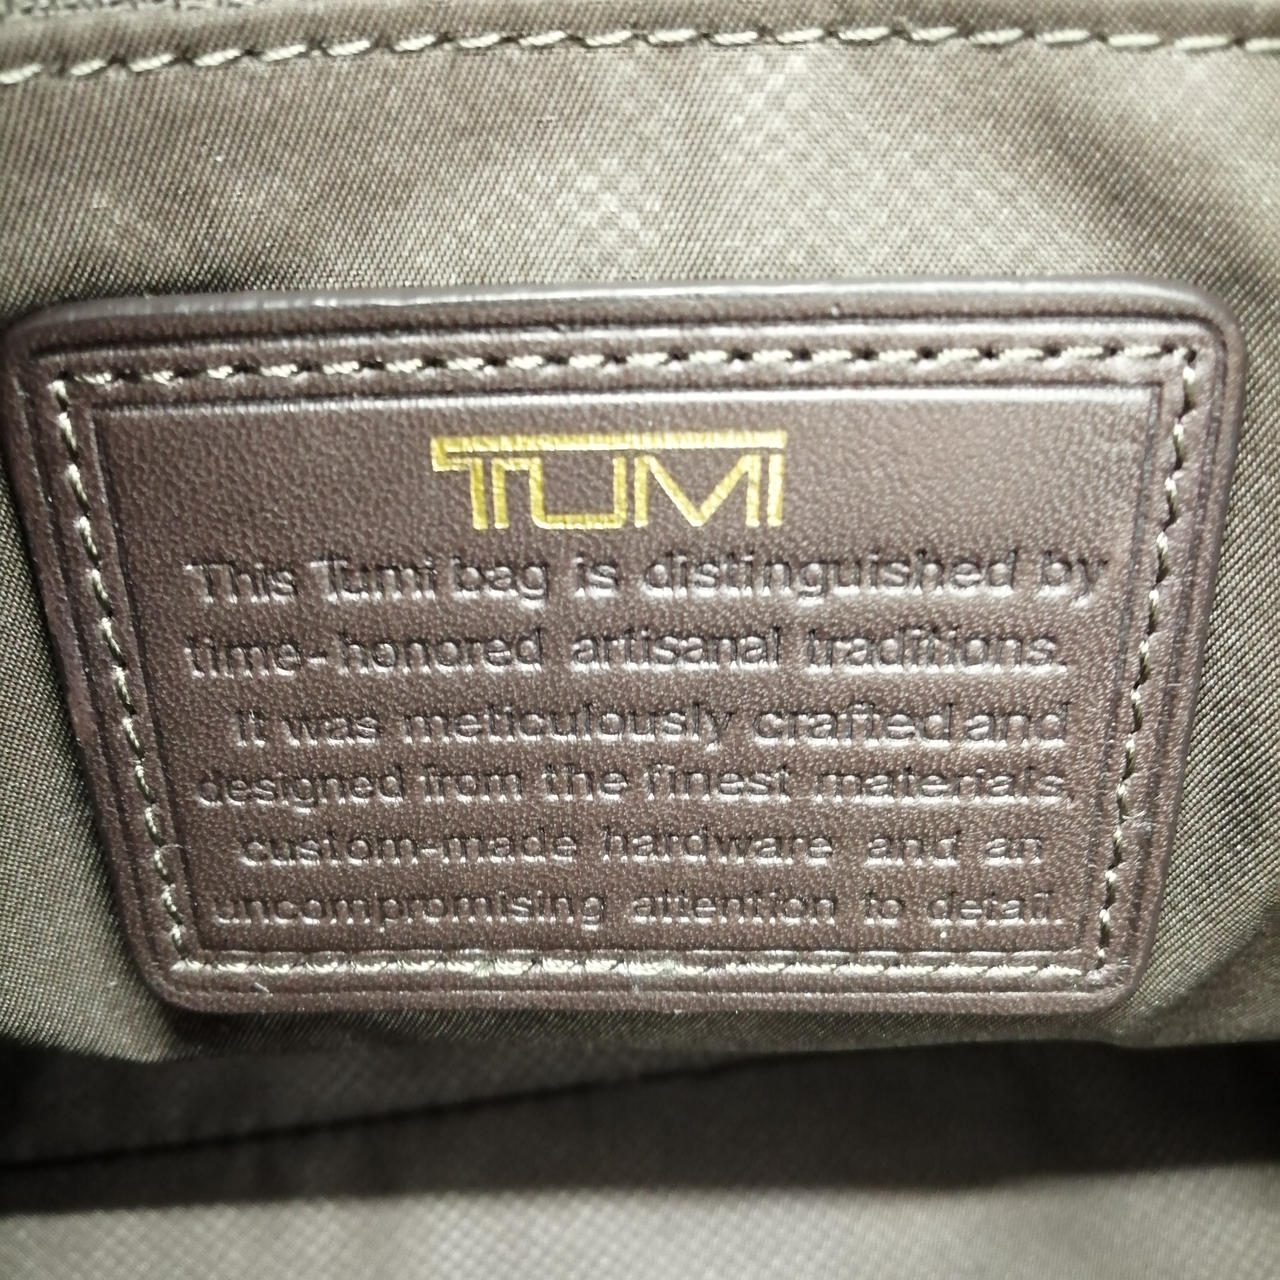 TUMI
This Tumi bag is distinguished by
time-honored artisanal traditions.
It was meticulously crafted and
designed from the finest materials,
custom-made hardware and an
uncompromising attention to detail.